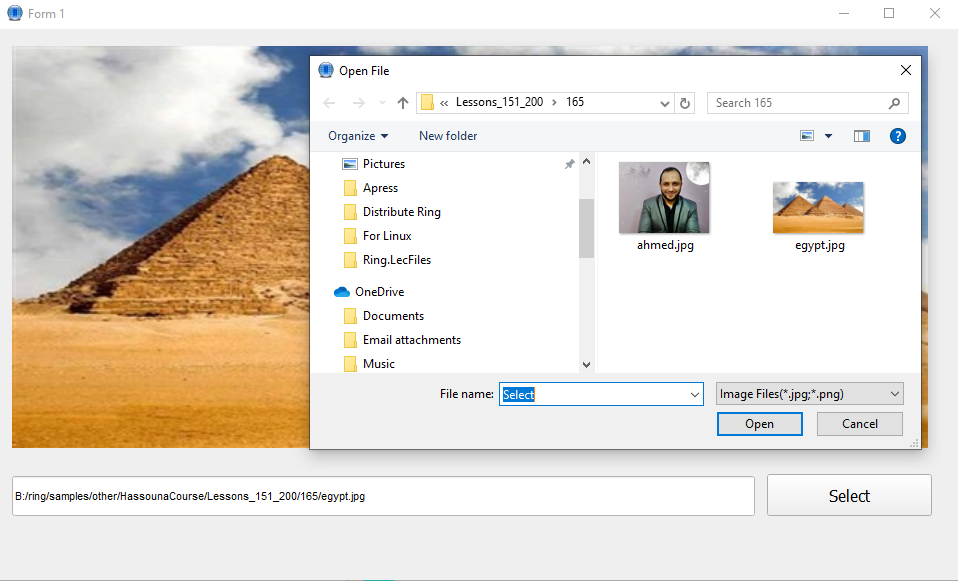 Form 1
Open File
« Lessons_151_200 › 165
Search 165
Organize
New folder
Pictures
Apress
Distribute Ring
For Linux
Ring.LecFiles
OneDrive
Documents
Email attachments
Music
ahmed.jpg
egypt.jpg
File name: Select
Image Files(*.jpg;*.png)
Open
Cancel
B:/ring/samples/other/HassounaCourse/Lessons_151_200/165/egypt.jpg
Select